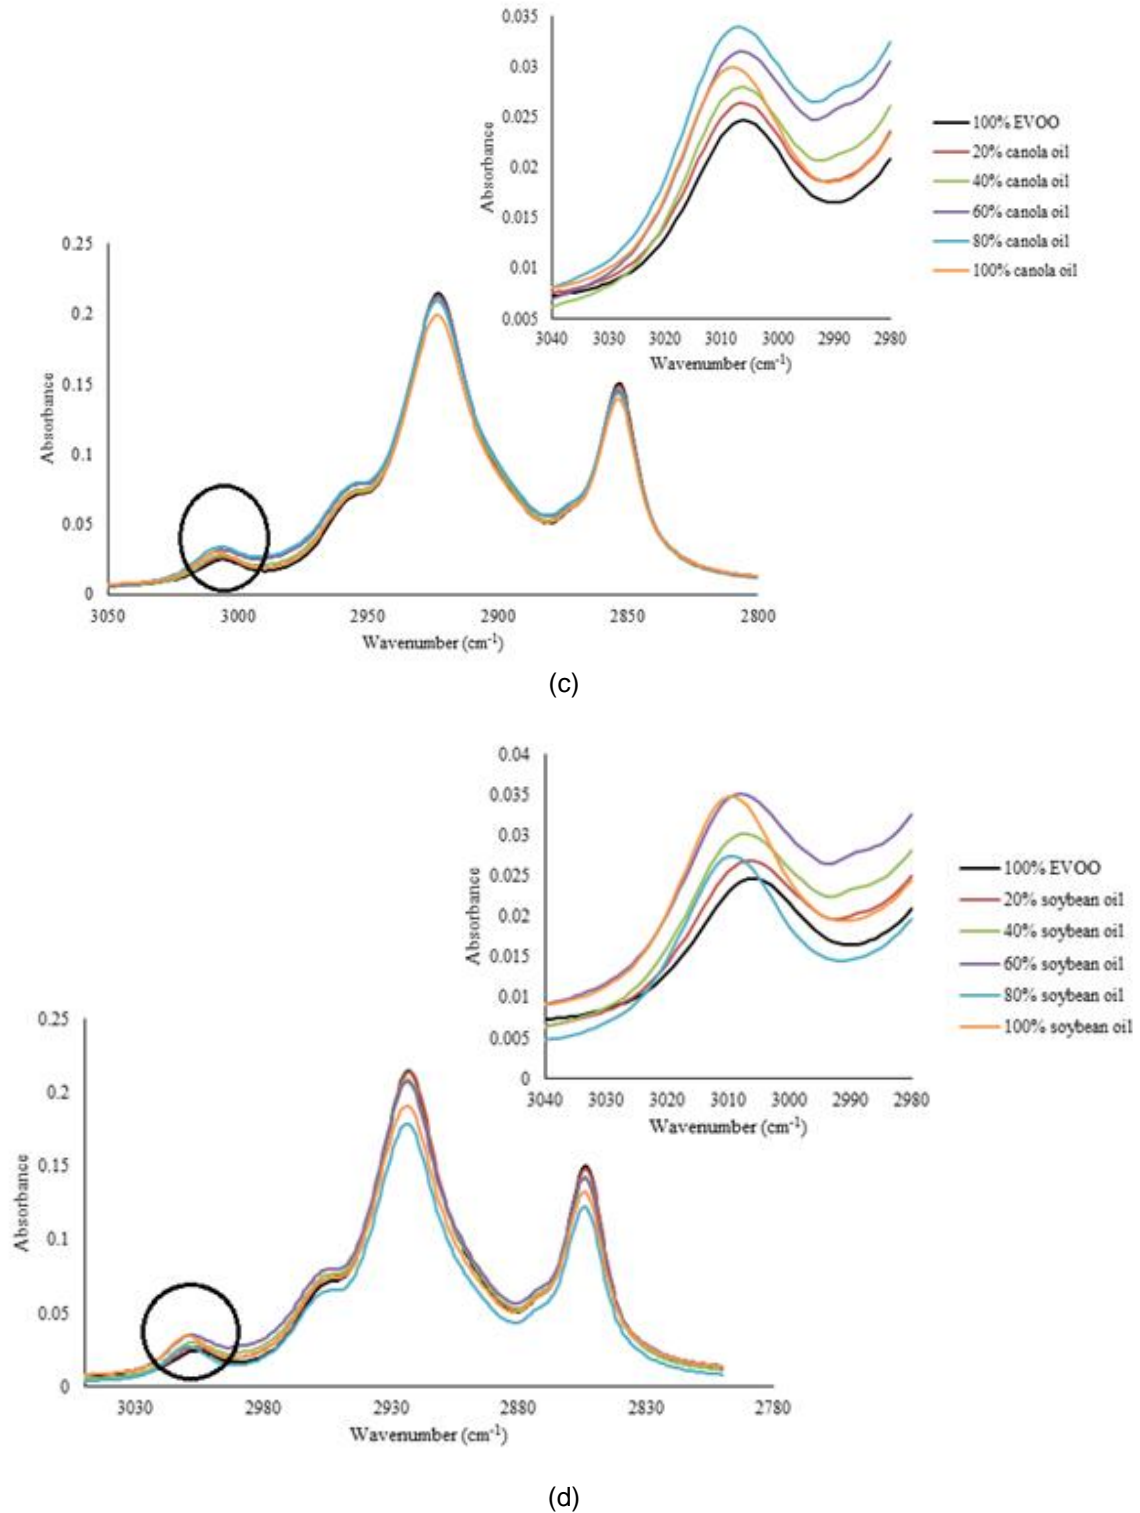 0.035
0.03
0.025
0.02
0.015
0.01
0.005
Absorbance
3040 3030 3020 3010 3000 2990 2980
Wavenumber (cm-1)
100% EVOO
20% canola oil
40% canola oil
60% canola oil
80% canola oil
100% canola oil
0.25
0.2
0.15
0.1
0.05
0
Absorbance
3050 3000 2950 2900 2850 2800
Wavenumber (cm-1)
(c)
0.04
0.035
0.03
0.025
0.02
0.015
0.01
0.005
0
Absorbance
3040 3030 3020 3010 3000 2990 2980
Wavenumber (cm-1)
100% EVOO
20% soybean oil
40% soybean oil
60% soybean oil
80% soybean oil
100% soybean oil
0.25
0.2
0.15
0.1
0.05
0
Absorbance
3030 2980 2930 2880 2830 2780
Wavenumber (cm-1)
(d)